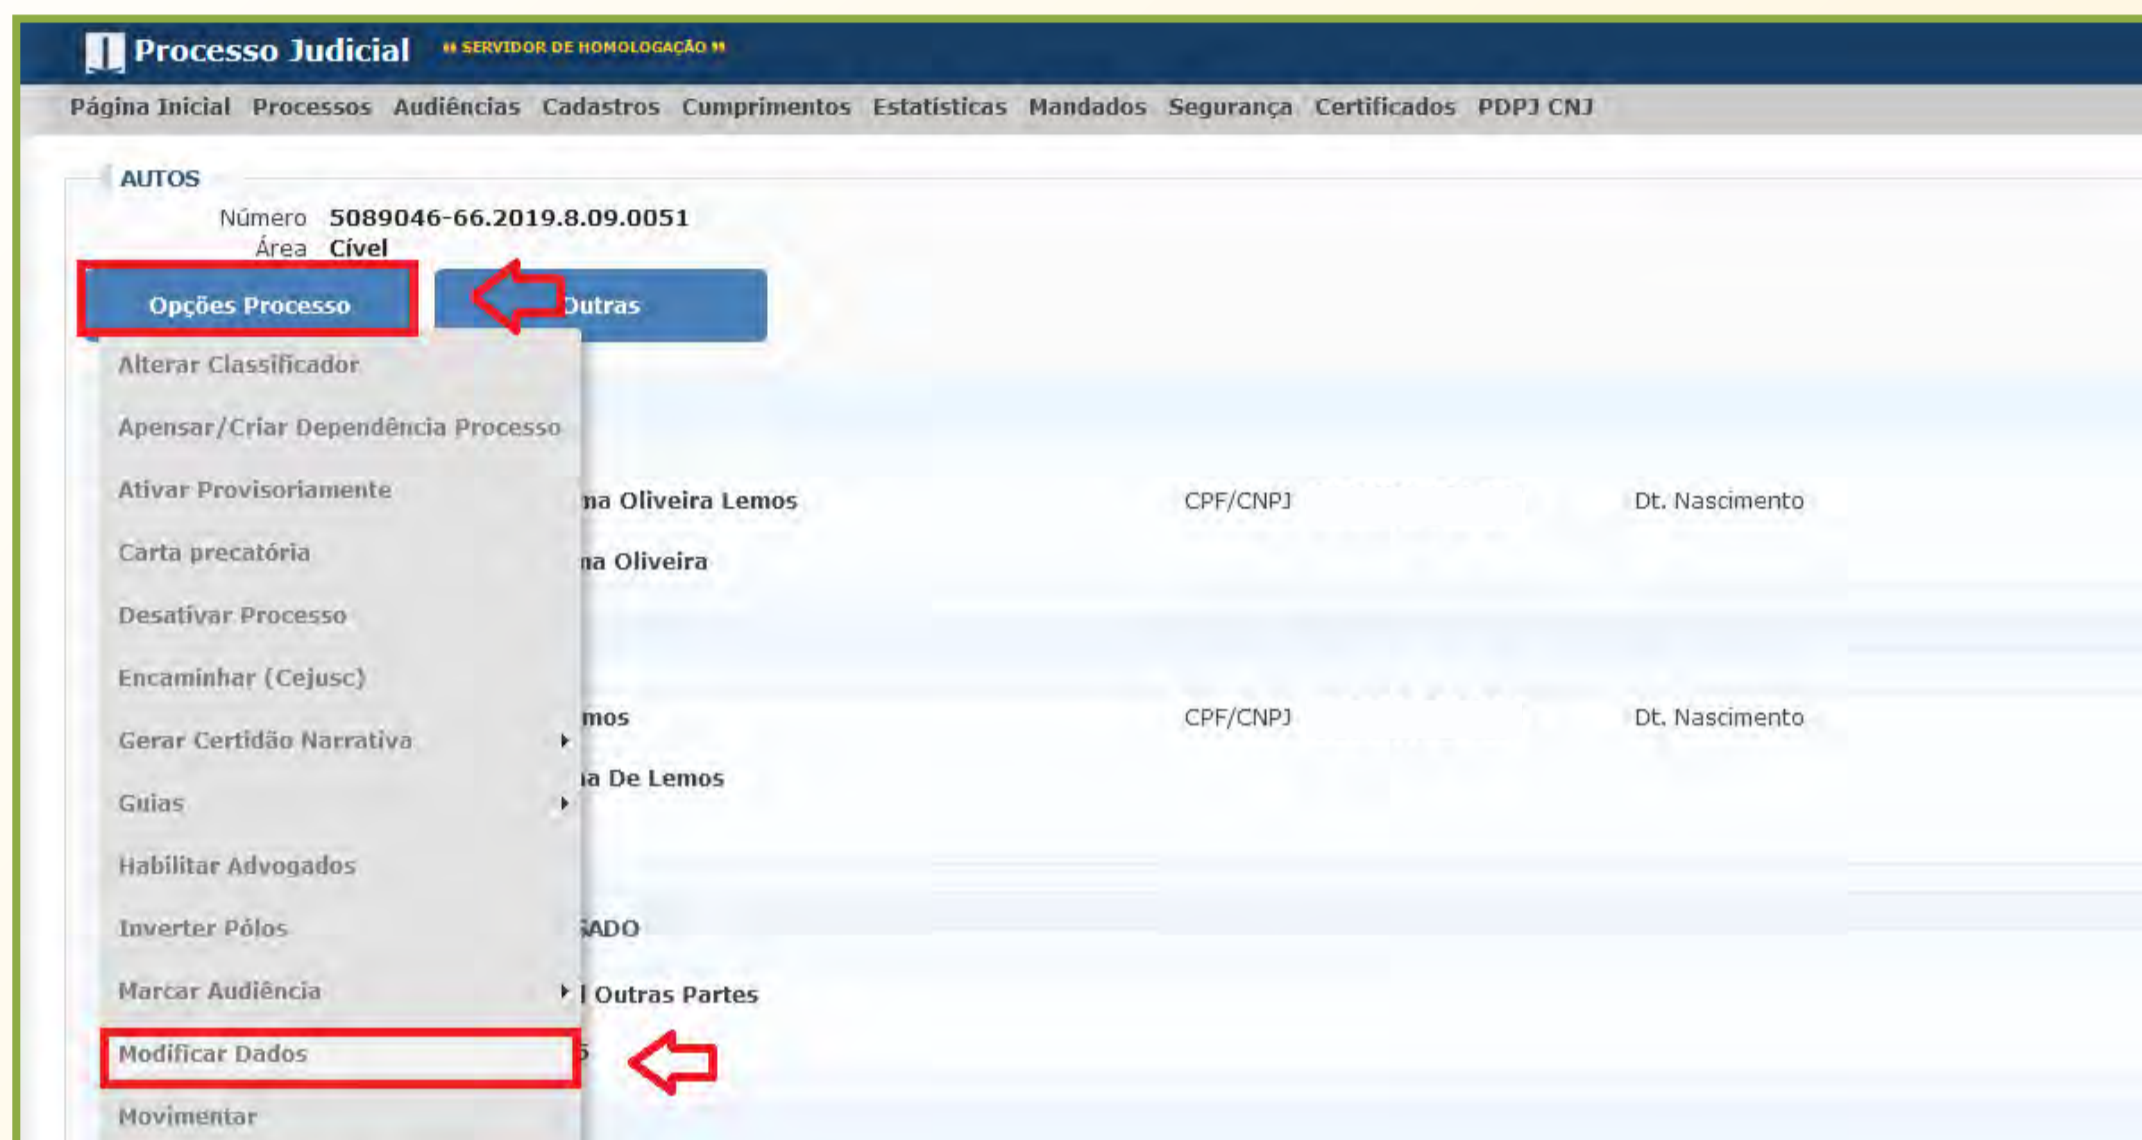 Processo Judicial "SERVIDOR DE HOMOLOGAÇÃO"
Página Inicial Processos Audiências Cadastros Cumprimentos Estatísticas Mandados Segurança Certificados PDPJ CNJ
AUTOS
Número 5089046-66.2019.8.09.0051
Área Cível
Opções Processo Outras
Alterar Classificador
Apensar/Criar Dependência Processo
Ativar Provisoriamente
Oliveira Lemos CPF/CNPJ Dt. Nascimento
Carta precatória
Oliveira
Desativar Processo
Encaminhar (Cejusc)
mos CPF/CNPJ Dt. Nascimento
Gerar Certidão Narrativa
De Lemos
Guias
Habilitar Advogados
Inverter Pólos
Marcar Audiência
Outras Partes
Modificar Dados
Movimentar